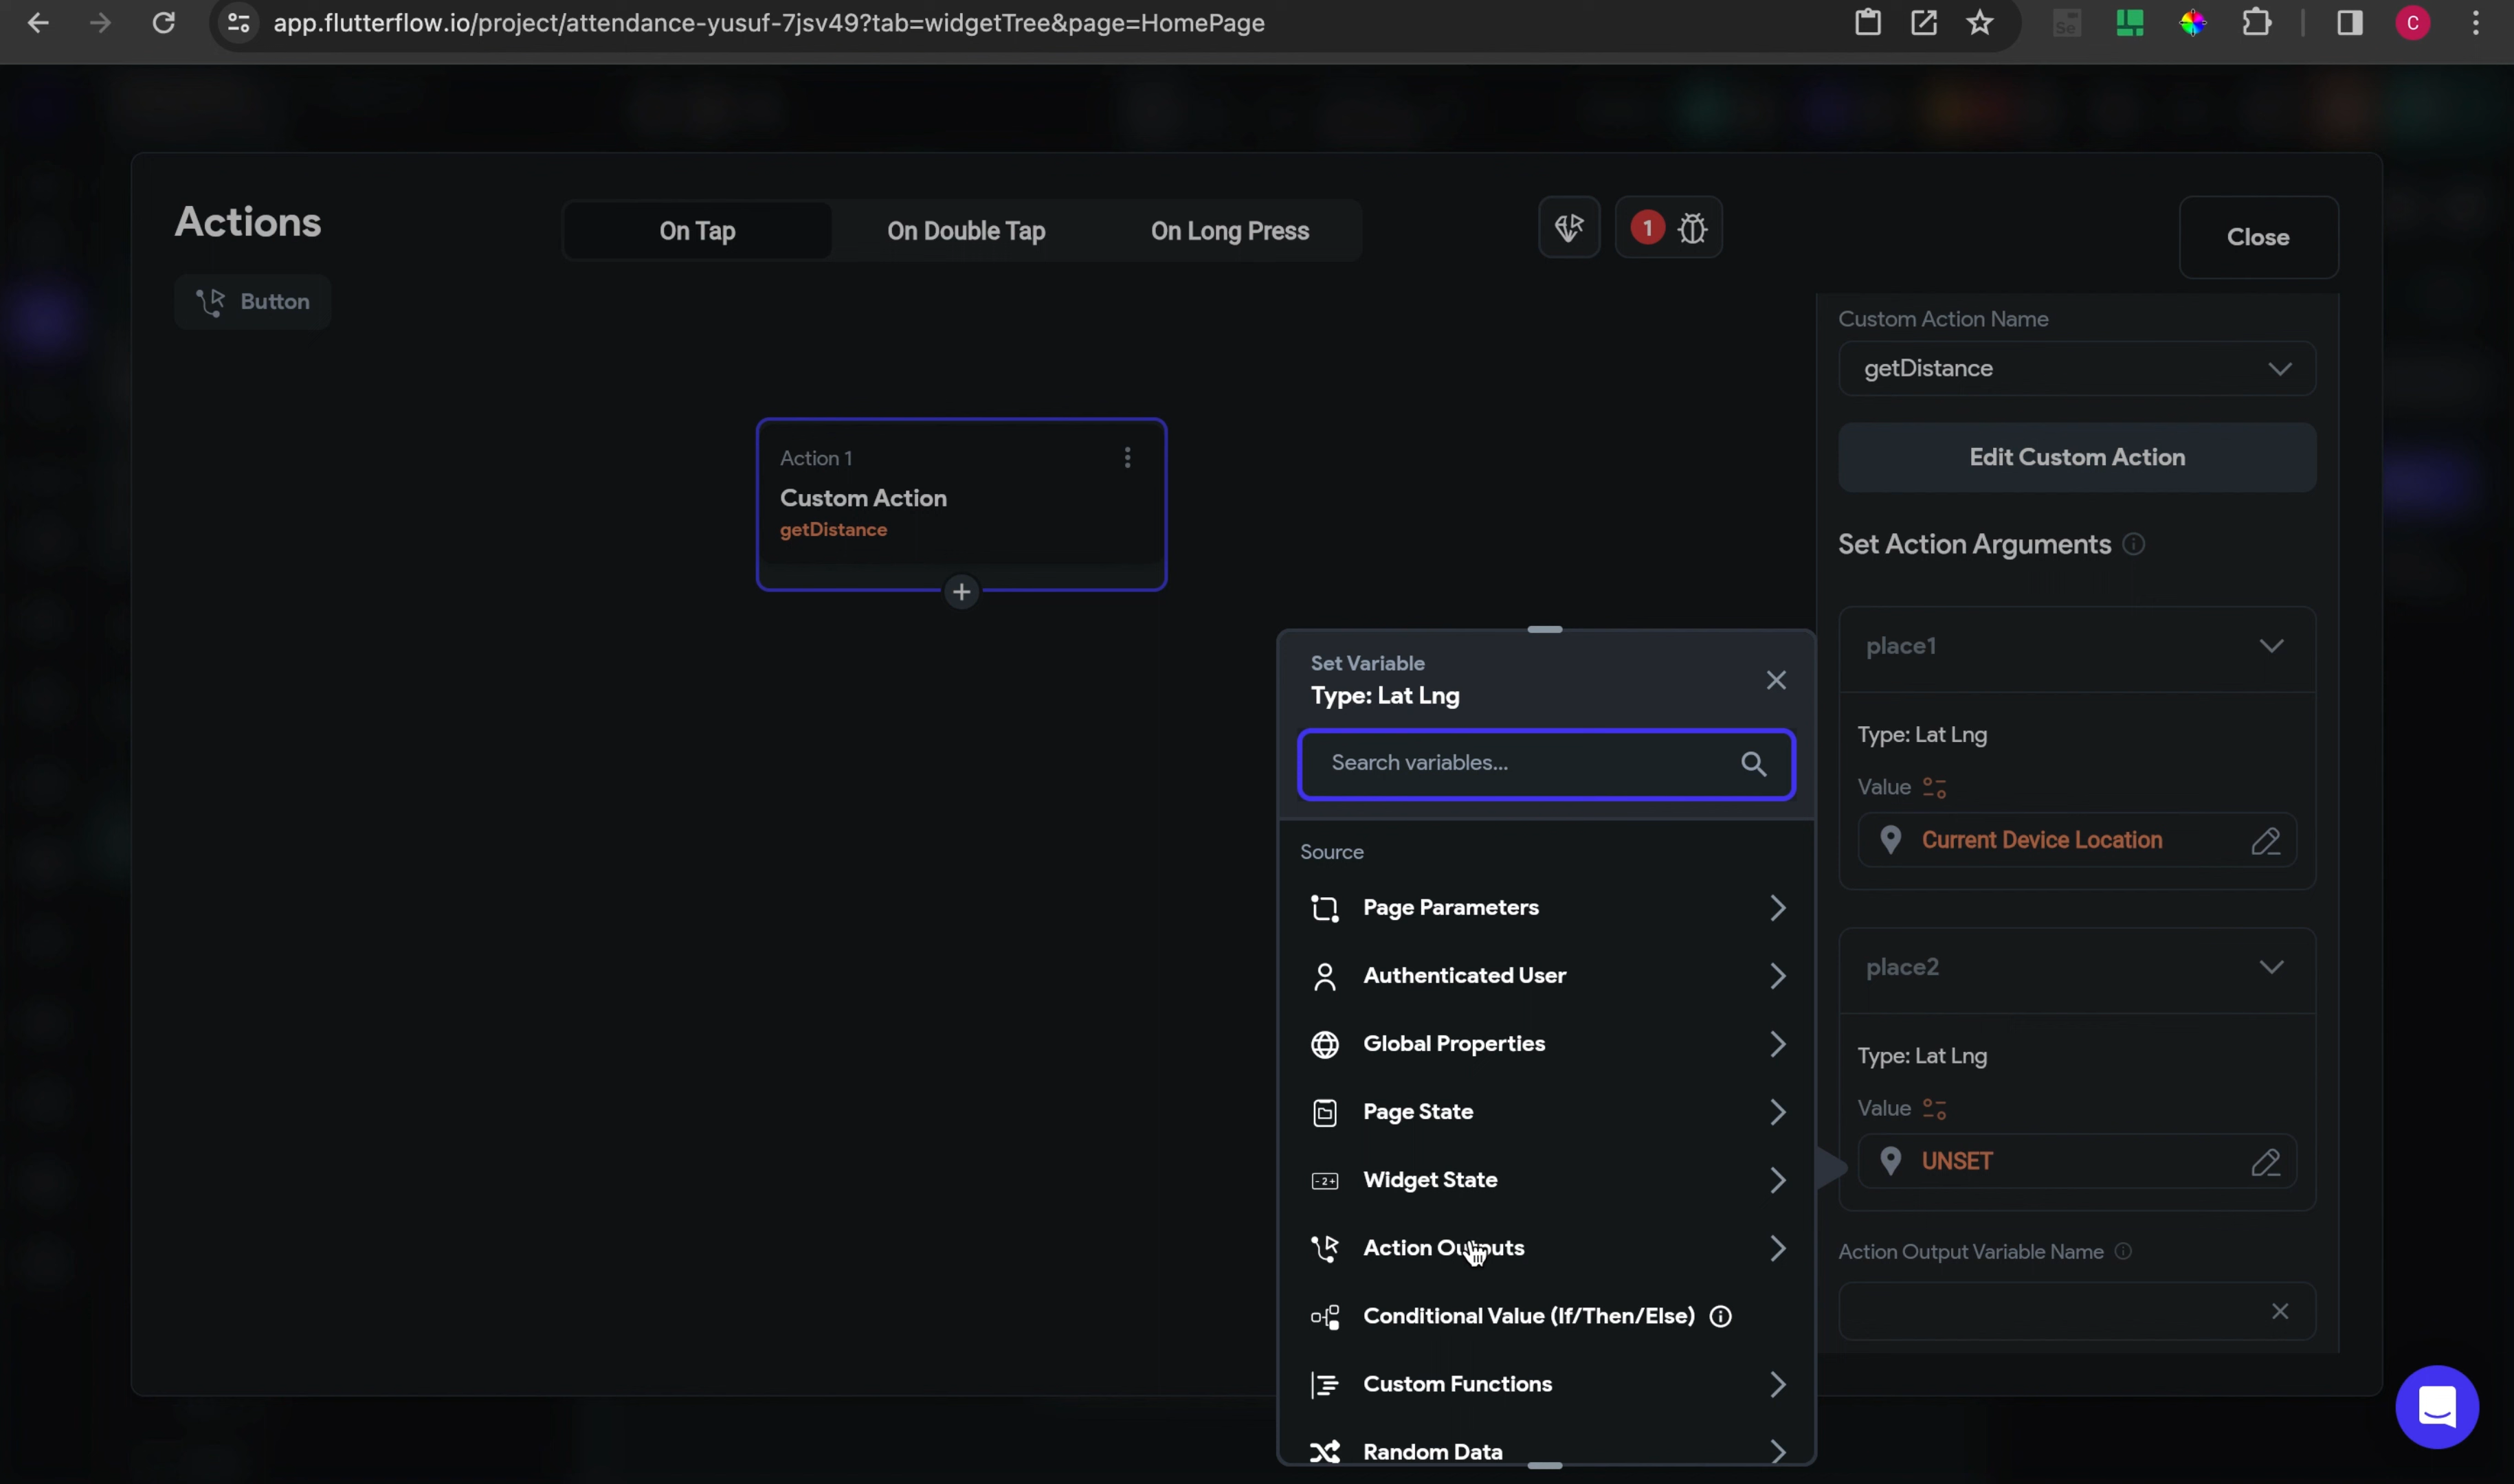 app.flutterflow.io/project/attendance-yusuf-7jsv49?tab=widgetTree&page=HomePage
Se
C
Actions
On Tap
On Double Tap
On Long Press
1
Close
Button
Custom Action Name
getDistance
Edit Custom Action
Action 1
Custom Action
getDistance
Set Action Arguments
place1
Type: Lat Lng
Value
Current Device Location
place2
Type: Lat Lng
Value
UNSET
Action Output Variable Name
Set Variable
Type: Lat Lng
Search variables...
Source
Page Parameters
Authenticated User
Global Properties
Page State
Widget State
Action Outputs
Conditional Value (If/Then/Else)
Custom Functions
Random Data